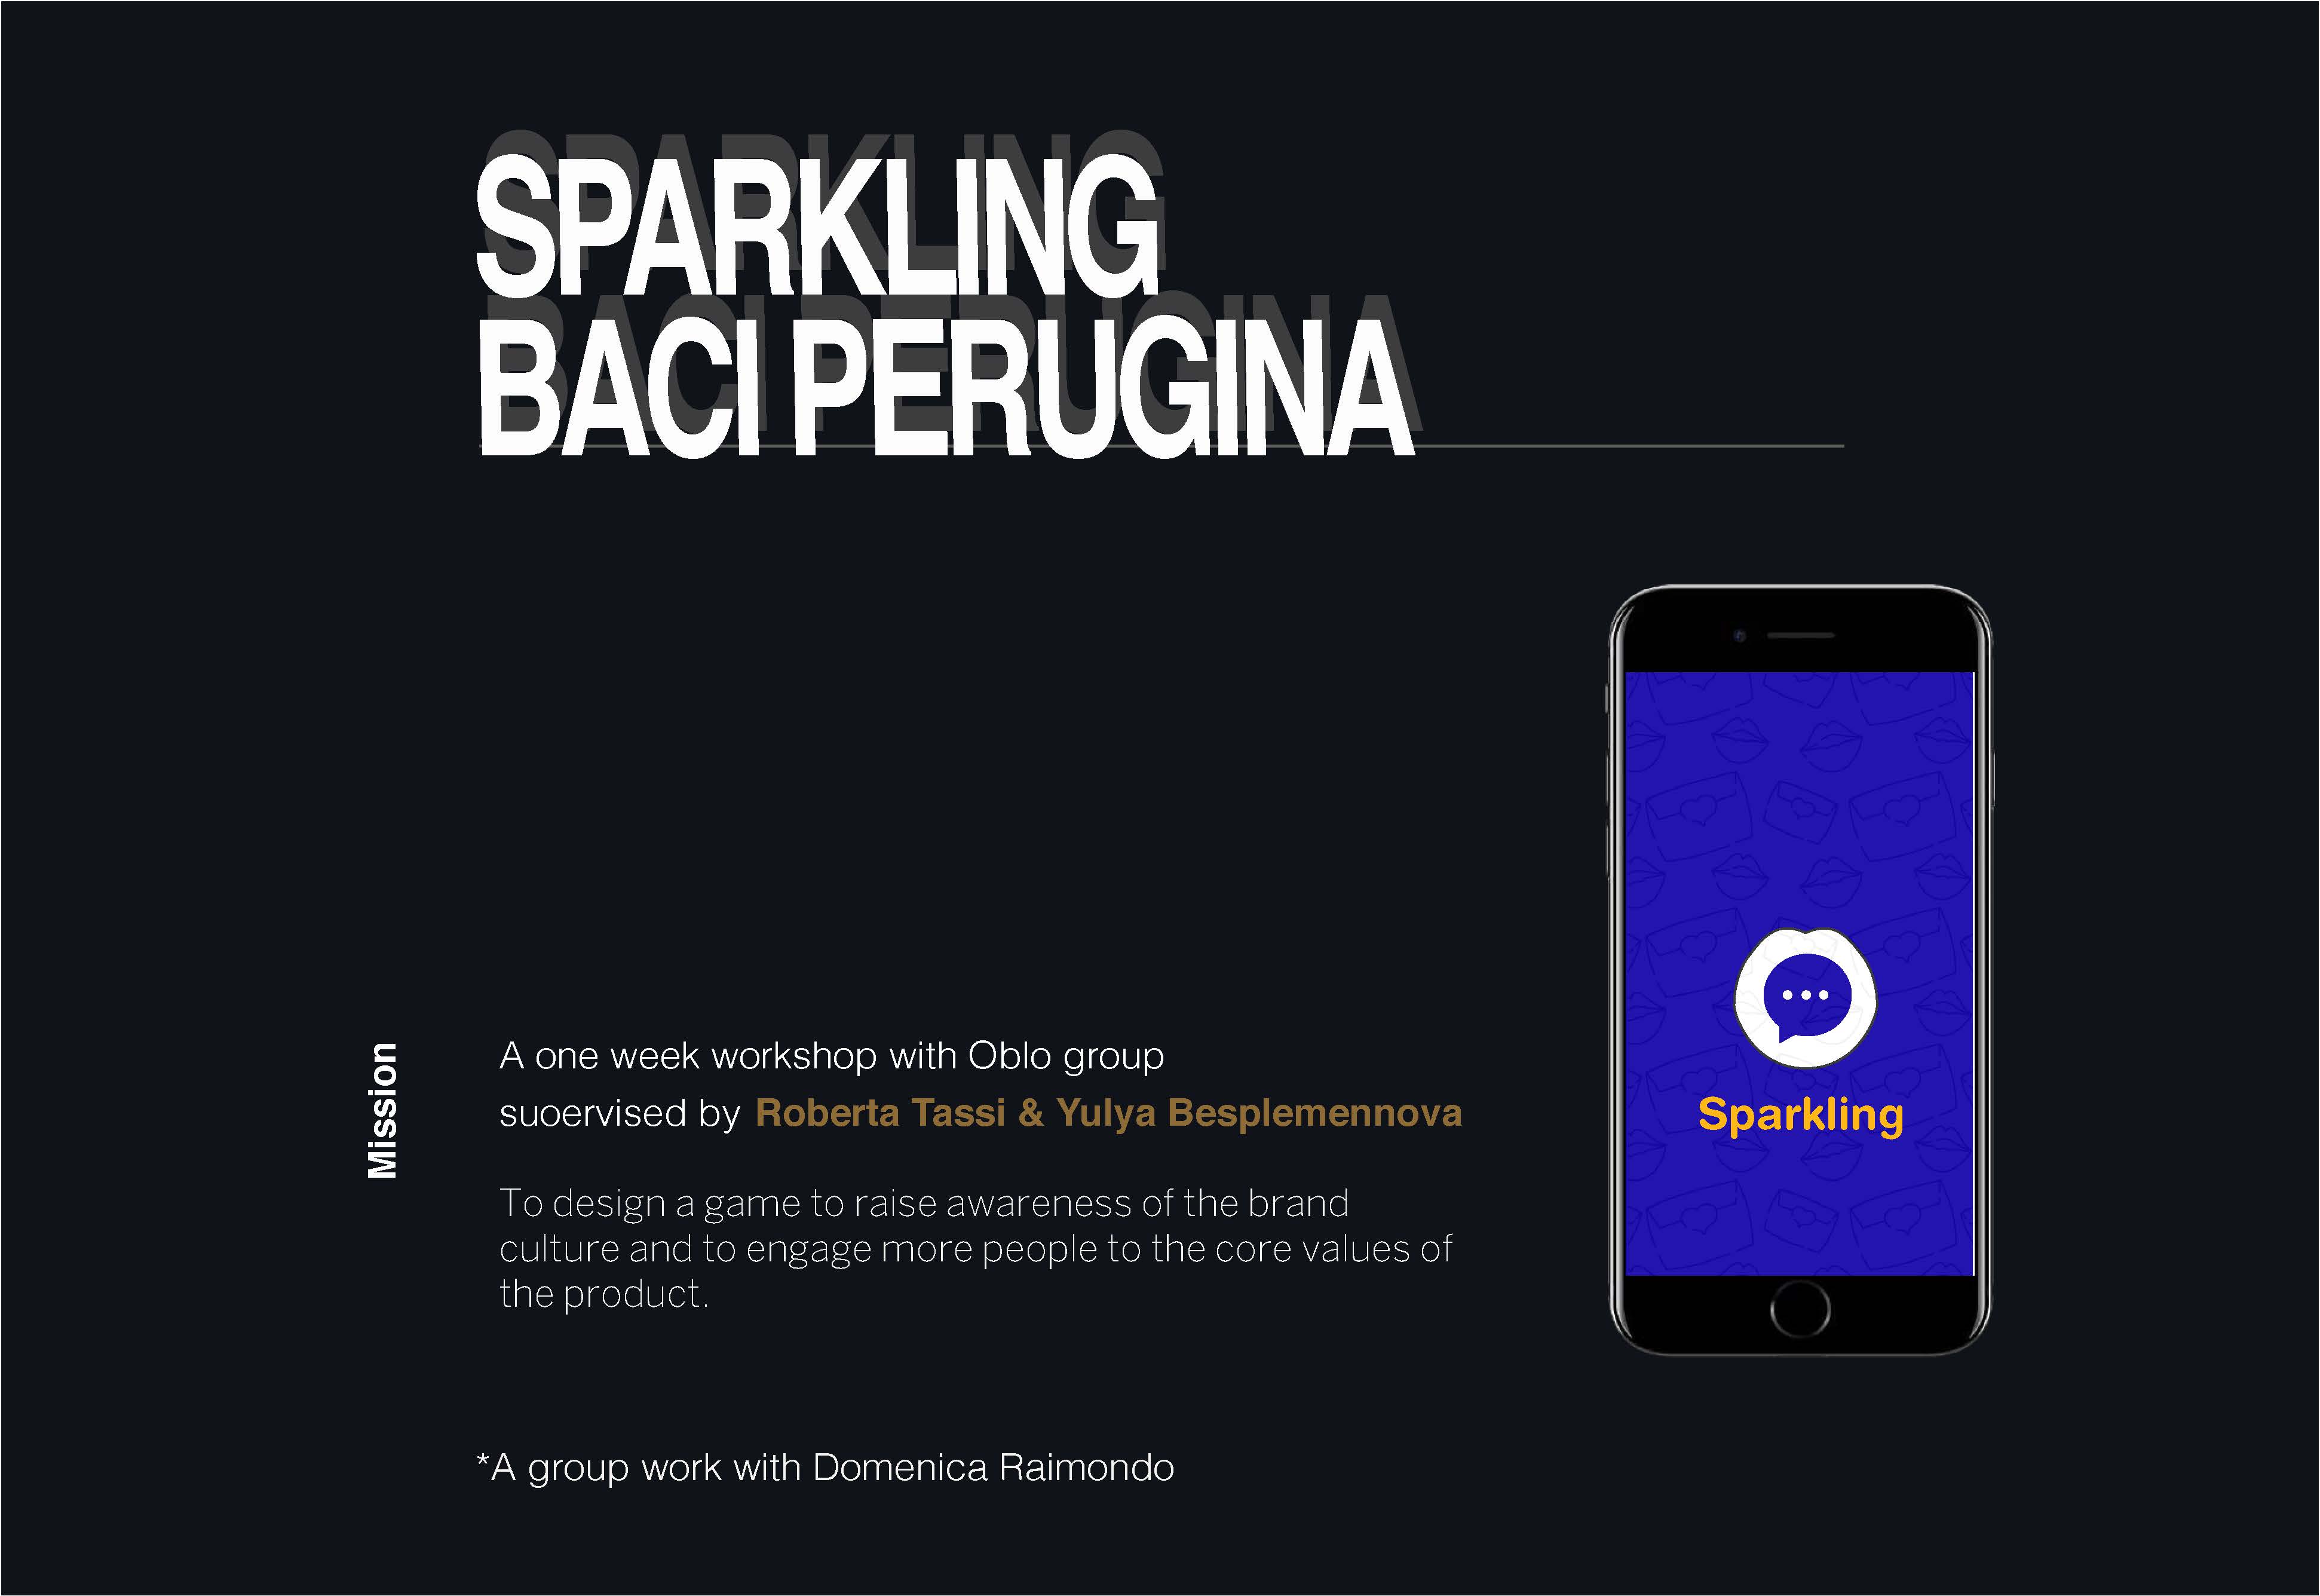 SPARKLING
BACI PERUGINA
Mission
A one week workshop with Oblo group
suoervised by Roberta Tassi & Yulya Besplemennova
To design a game to raise awareness of the brand
culture and to engage more people to the core values of
the product.
*A group work with Domenica Raimondo
Sparkling